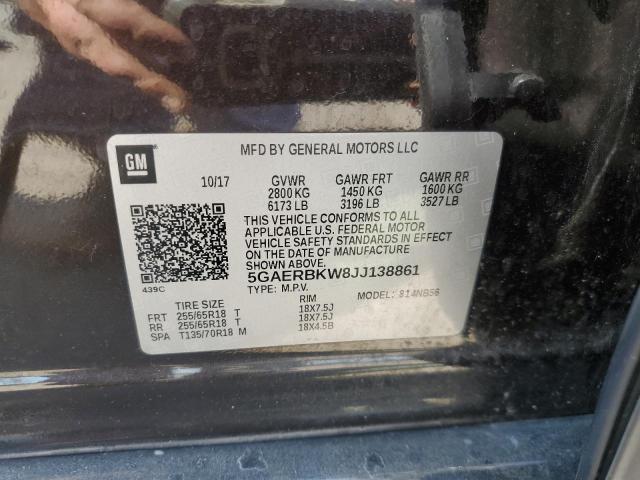 GM
MFD BY GENERAL MOTORS LLC
10/17 GVWR GAWR FRT GAWR RR
2800 KG 1450 KG 1600 KG
6173 LB 3196 LB 3527 LB
THIS VEHICLE CONFORMS TO ALL
APPLICABLE U.S. FEDERAL MOTOR
VEHICLE SAFETY STANDARDS IN EFFECT
ON THE DATE OF MANUFACTURE
SHOWN ABOVE.
5GAERBKW8JJ138861
439C
TYPE: M.P.V. MODEL: 814NB56
TIRE SIZE RIM
FRT 255/65R18 T 18X7.5J
RR 255/65R18 T 18X7.5J
SPA T135/70R18 M 18X4.5B